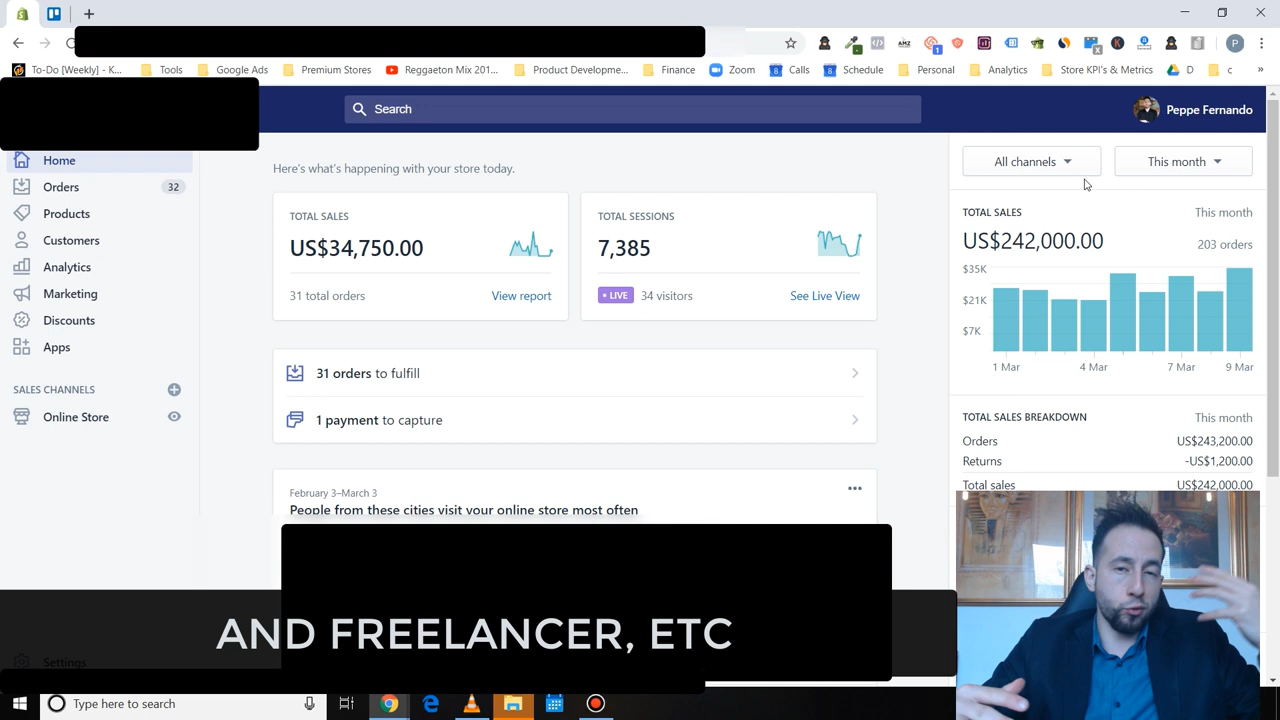 To-Do [Weekly] - K...
Tools
Google Ads
Premium Stores
Reggaeton Mix 201...
Product Developme...
Finance
Zoom
8 Calls
8 Schedule
Personal
Analytics
Store KPI's & Metrics
D
c
»
AMZ
1
X
K
P
Search
Peppe Fernando
Home
Orders
32
Products
Customers
Analytics
Marketing
Discounts
Apps
SALES CHANNELS
Online Store
Settings
Here's what's happening with your store today.
TOTAL SALES
US$34,750.00
31 total orders
View report
TOTAL SESSIONS
7,385
• LIVE
34 visitors
See Live View
31 orders to fulfill
1 payment to capture
February 3–March 3
People from these cities visit your online store most often
All channels
This month
TOTAL SALES
This month
US$242,000.00
203 orders
$35K
$21K
$7K
1 Mar
4 Mar
7 Mar
9 Mar
TOTAL SALES BREAKDOWN
This month
Orders
US$243,200.00
Returns
-US$1,200.00
Total sales
US$242,000.00
AND FREELANCER, ETC
Type here to search